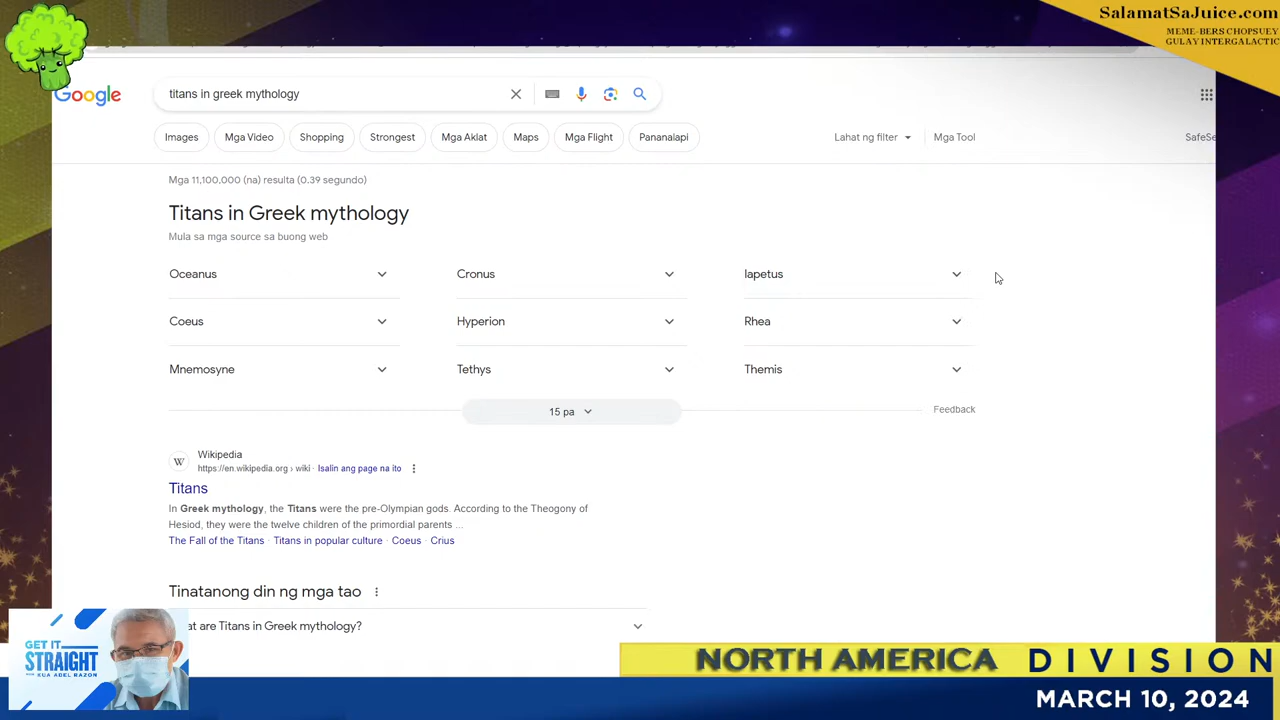 SalamatSaJuice.com
MEME-BERS CHOPSUEY
GULAY INTERGALACTIC
Google
titans in greek mythology
Images
Mga Video
Shopping
Strongest
Mga Aklat
Maps
Mga Flight
Pananalapi
Lahat ng filter
Mga Tool
SafeSe
Mga 11,100,000 (na) resulta (0.39 segundo)
Titans in Greek mythology
Mula sa mga source sa buong web
Oceanus
Cronus
Iapetus
Coeus
Hyperion
Rhea
Mnemosyne
Tethys
Themis
15 pa
Feedback
W
Wikipedia
https://en.wikipedia.org › wiki · Isalin ang page na ito
Titans
In Greek mythology, the Titans were the pre-Olympian gods. According to the Theogony of
Hesiod, they were the twelve children of the primordial parents ...
The Fall of the Titans · Titans in popular culture · Coeus · Crius
Tinatanong din ng mga tao
at are Titans in Greek mythology?
GET IT
STRAIGHT
KUA ADEL RAZON
NORTH AMERICA DIVISION
MARCH 10, 2024